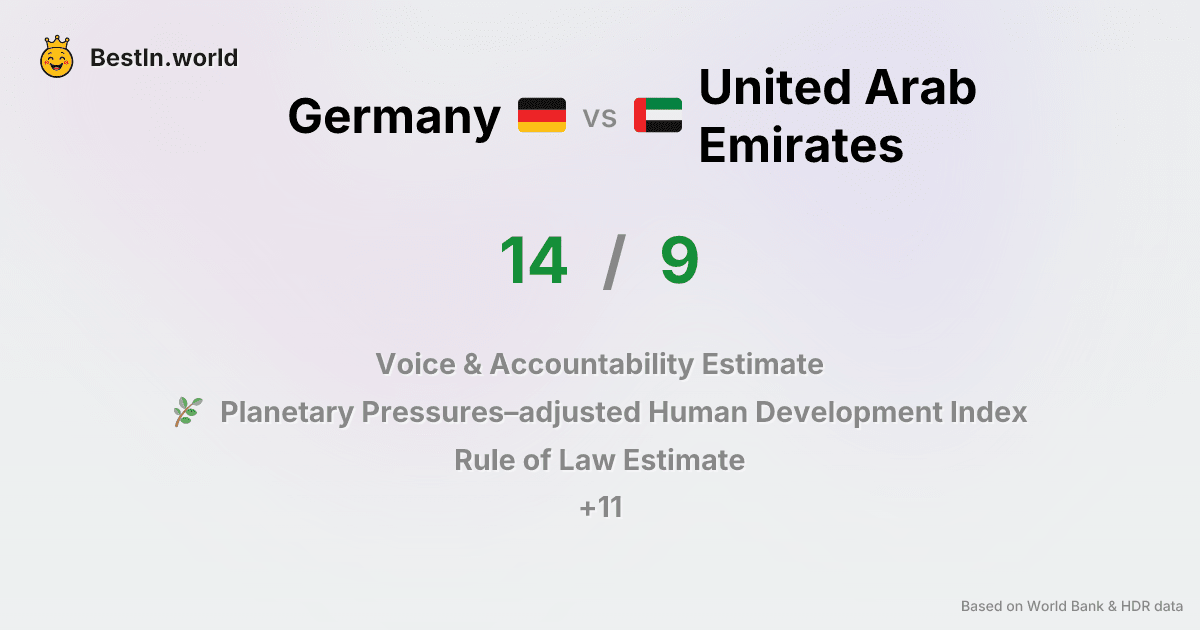 BestIn.world
Germany vs United Arab
Emirates
14 / 9
Voice & Accountability Estimate
Planetary Pressures–adjusted Human Development Index
Rule of Law Estimate
+11
Based on World Bank & HDR data